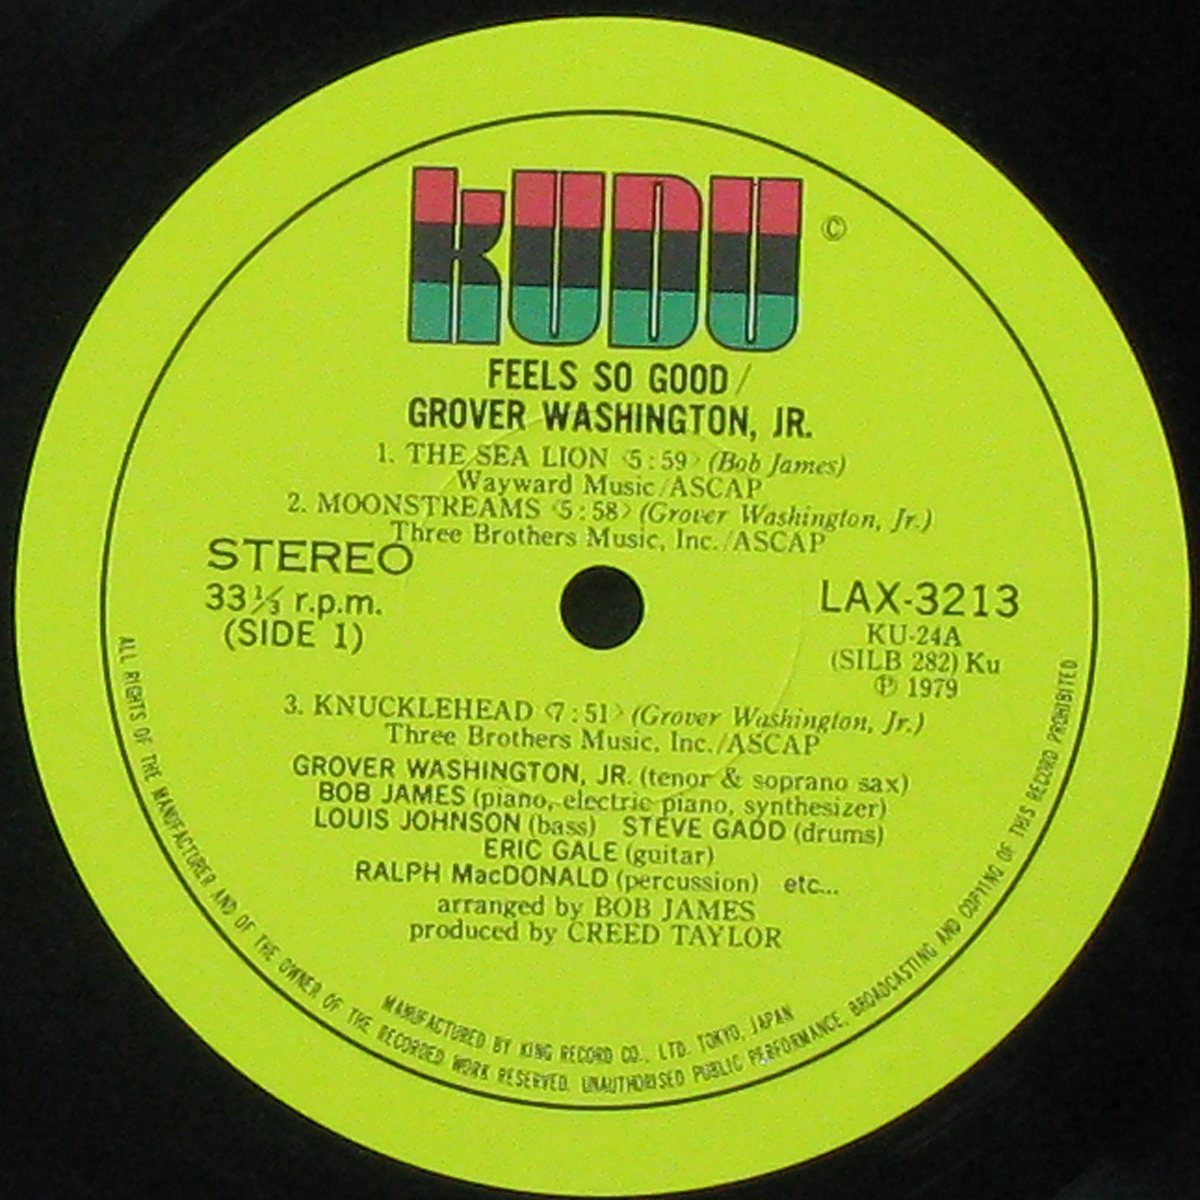 KUDU ©
FEELS SO GOOD/
GROVER WASHINGTON, JR.
1. THE SEA LION <5:59> (Bob James)
Wayward Music/ASCAP
2. MOONSTREAMS <5:58> (Grover Washington, Jr.)
Three Brothers Music, Inc./ASCAP
STEREO
33 1/3 r.p.m.
(SIDE 1)
LAX-3213
KU-24A
(SILB 282) Ku
℗ 1979
3. KNUCKLEHEAD <7:51> (Grover Washington, Jr.)
Three Brothers Music, Inc./ASCAP
GROVER WASHINGTON, JR. (tenor & soprano sax)
BOB JAMES (piano, electric piano, synthesizer)
LOUIS JOHNSON (bass) STEVE GADD (drums)
ERIC GALE (guitar)
RALPH MacDONALD (percussion) etc...
arranged by BOB JAMES
produced by CREED TAYLOR
MANUFACTURED BY KING RECORD CO., LTD. TOKYO, JAPAN
ALL RIGHTS OF THE MANUFACTURER AND OF THE OWNER OF THE RECORDED WORK RESERVED. UNAUTHORISED PUBLIC PERFORMANCE, BROADCASTING AND COPYING OF THIS RECORD PROHIBITED